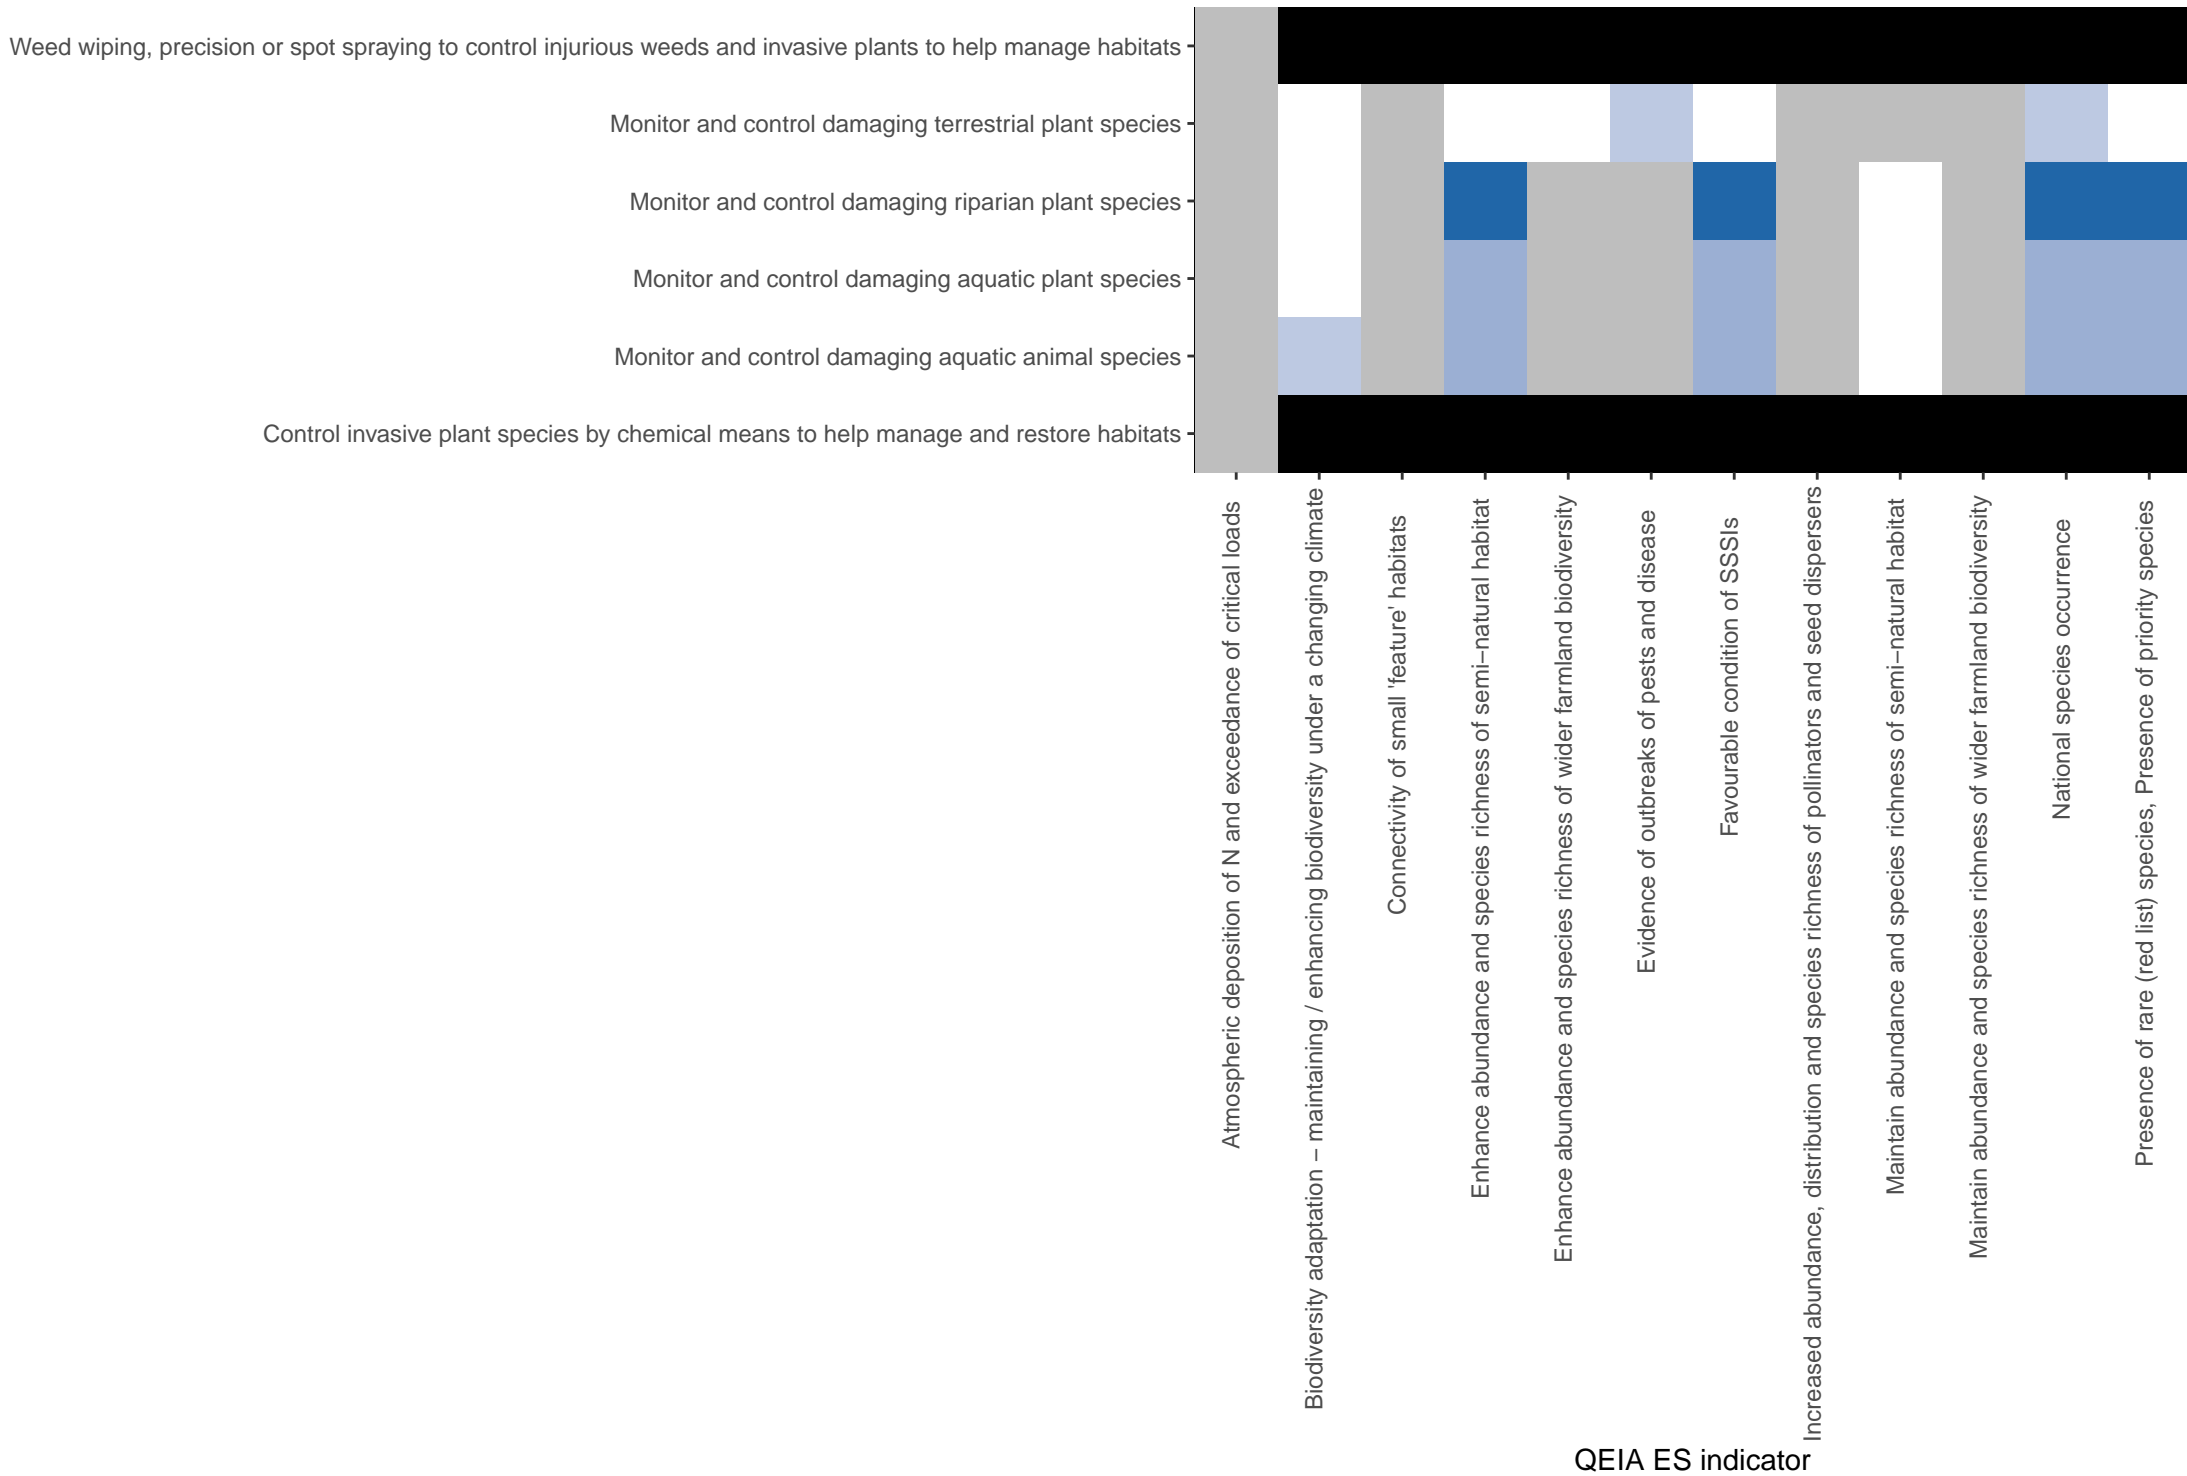 Weed wiping, precision or spot spraying to control injurious weeds and invasive plants to help manage habitats
Monitor and control damaging terrestrial plant species
Monitor and control damaging riparian plant species
Monitor and control damaging aquatic plant species
Monitor and control damaging aquatic animal species
Control invasive plant species by chemical means to help manage and restore habitats
Atmospheric deposition of N and exceedance of critical loads
Biodiversity adaptation − maintaining / enhancing biodiversity under a changing climate
Connectivity of small 'feature' habitats
Enhance abundance and species richness of semi−natural habitat
Enhance abundance and species richness of wider farmland biodiversity
Evidence of outbreaks of pests and disease
Favourable condition of SSSIs
Increased abundance, distribution and species richness of pollinators and seed dispersers
Maintain abundance and species richness of semi−natural habitat
Maintain abundance and species richness of wider farmland biodiversity
National species occurrence
Presence of rare (red list) species, Presence of priority species
QEIA ES indicator